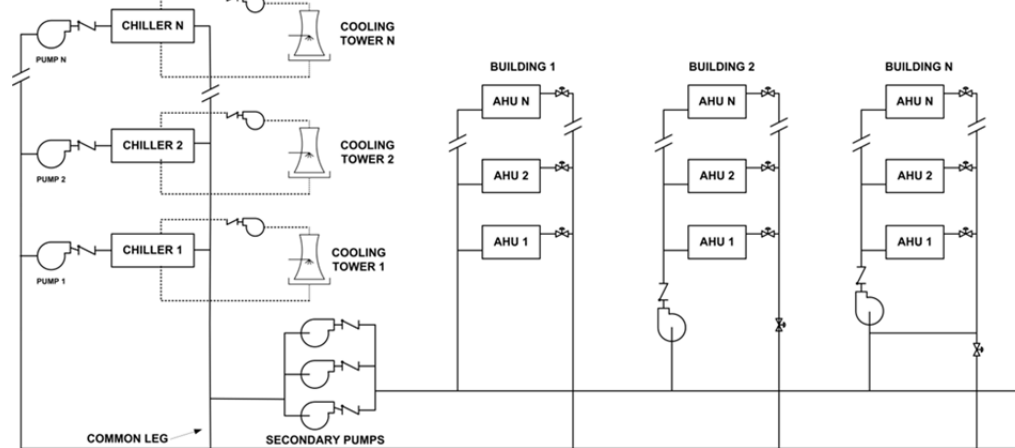 CHILLER N
PUMP N
COOLING
TOWER N
CHILLER 2
PUMP 2
COOLING
TOWER 2
CHILLER 1
PUMP 1
COOLING
TOWER 1
COMMON LEG
SECONDARY PUMPS
BUILDING 1
AHU N
AHU 2
AHU 1
BUILDING 2
AHU N
AHU 2
AHU 1
BUILDING N
AHU N
AHU 2
AHU 1